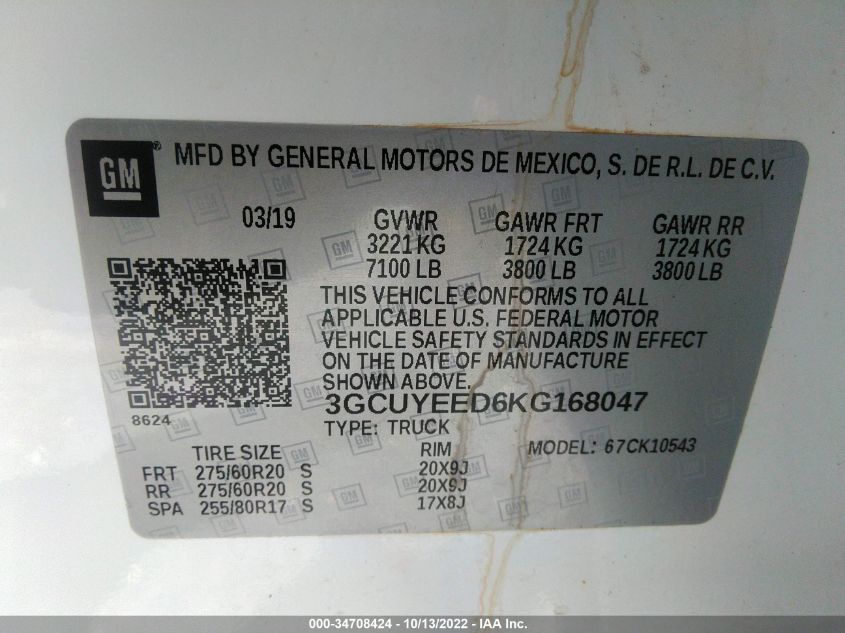 GM ® MFD BY GENERAL MOTORS DE MEXICO, S. DE R.L. DE C.V.
03/19 GVWR GAWR FRT GAWR RR
3221 KG 1724 KG 1724 KG
7100 LB 3800 LB 3800 LB
THIS VEHICLE CONFORMS TO ALL
APPLICABLE U.S. FEDERAL MOTOR
VEHICLE SAFETY STANDARDS IN EFFECT
ON THE DATE OF MANUFACTURE
SHOWN ABOVE.
3GCUYEED6KG168047
8624
TYPE: TRUCK MODEL: 67CK10543
TIRE SIZE RIM
FRT 275/60R20 S 20X9J
RR 275/60R20 S 20X9J
SPA 255/80R17 S 17X8J
000-34708424 - 10/13/2022 - IAA Inc.